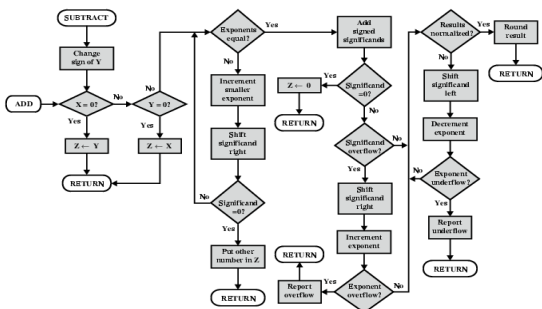 SUBTRACT
Change
sign of Y
ADD
X = 0?
No
Yes
Z ← Y
RETURN
Y = 0?
No
Yes
Z ← X
Exponents
equal?
Yes
No
Increment
smaller
exponent
Shift
significand
right
Significand
=0?
No
Yes
Put other
number in Z
RETURN
Add
signed
significands
Significand
=0?
Yes
No
Z ← 0
RETURN
Significand
overflow?
No
Yes
Shift
significand
right
Increment
exponent
Exponent
overflow?
No
Yes
Report
overflow
RETURN
Results
normalized?
Yes
No
Round
result
RETURN
Shift
significand
left
Decrement
exponent
Exponent
underflow?
No
Yes
Report
underflow
RETURN